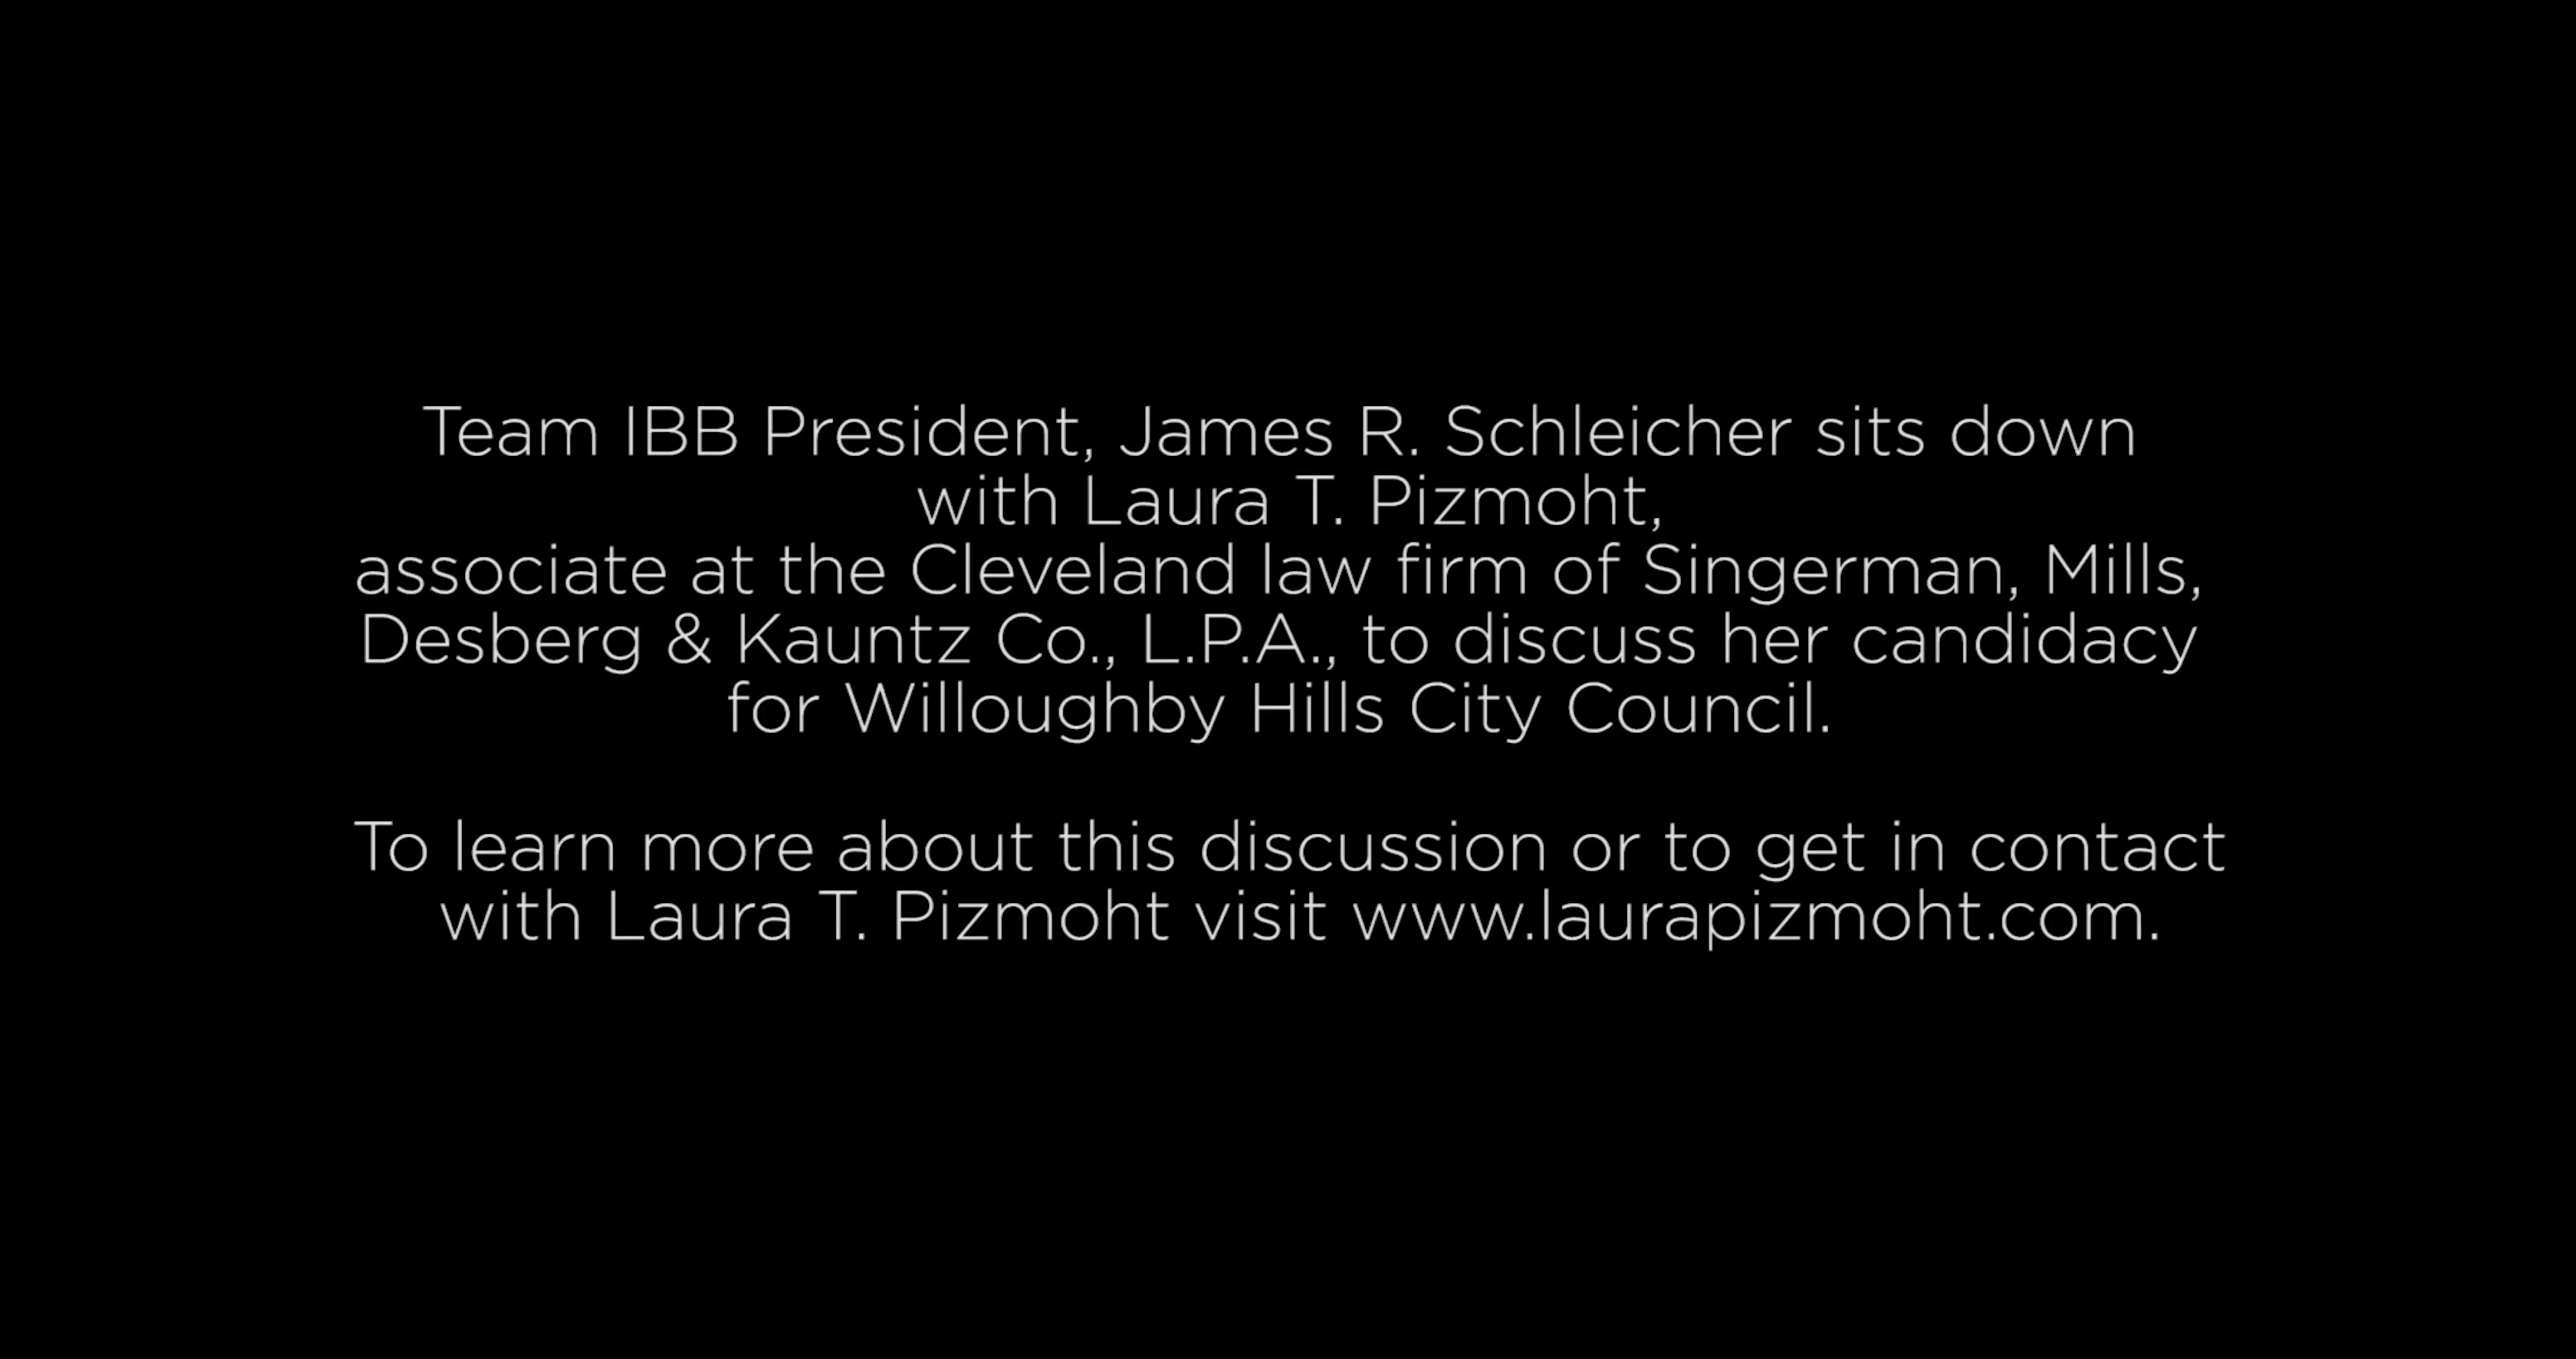 Team IBB President, James R. Schleicher sits down
with Laura T. Pizmoht,
associate at the Cleveland law firm of Singerman, Mills,
Desberg & Kauntz Co., L.P.A., to discuss her candidacy
for Willoughby Hills City Council.
To learn more about this discussion or to get in contact
with Laura T. Pizmoht visit www.laurapizmoht.com.